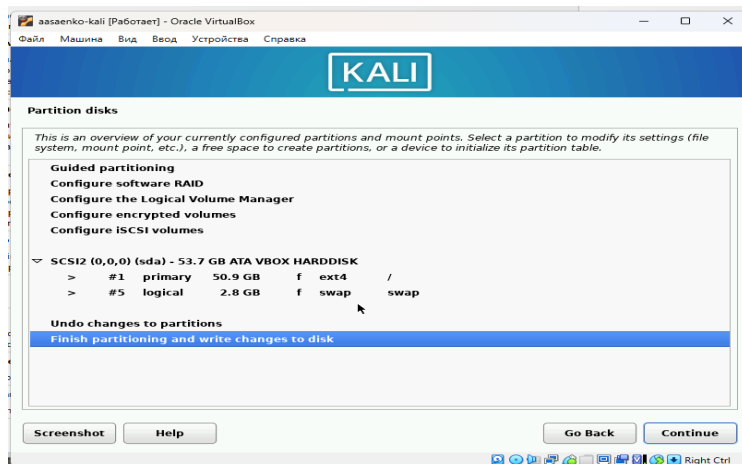 aasaenko-kali [Работает] - Oracle VirtualBox
Файл Машина Вид Ввод Устройства Справка
KALI
Partition disks
This is an overview of your currently configured partitions and mount points. Select a partition to modify its settings (file
system, mount point, etc.), a free space to create partitions, or a device to initialize its partition table.
Guided partitioning
Configure software RAID
Configure the Logical Volume Manager
Configure encrypted volumes
Configure iSCSI volumes
SCSI2 (0,0,0) (sda) - 53.7 GB ATA VBOX HARDDISK
> #1 primary 50.9 GB f ext4 /
> #5 logical 2.8 GB f swap swap
Undo changes to partitions
Finish partitioning and write changes to disk
Screenshot Help Go Back Continue
Right Ctrl